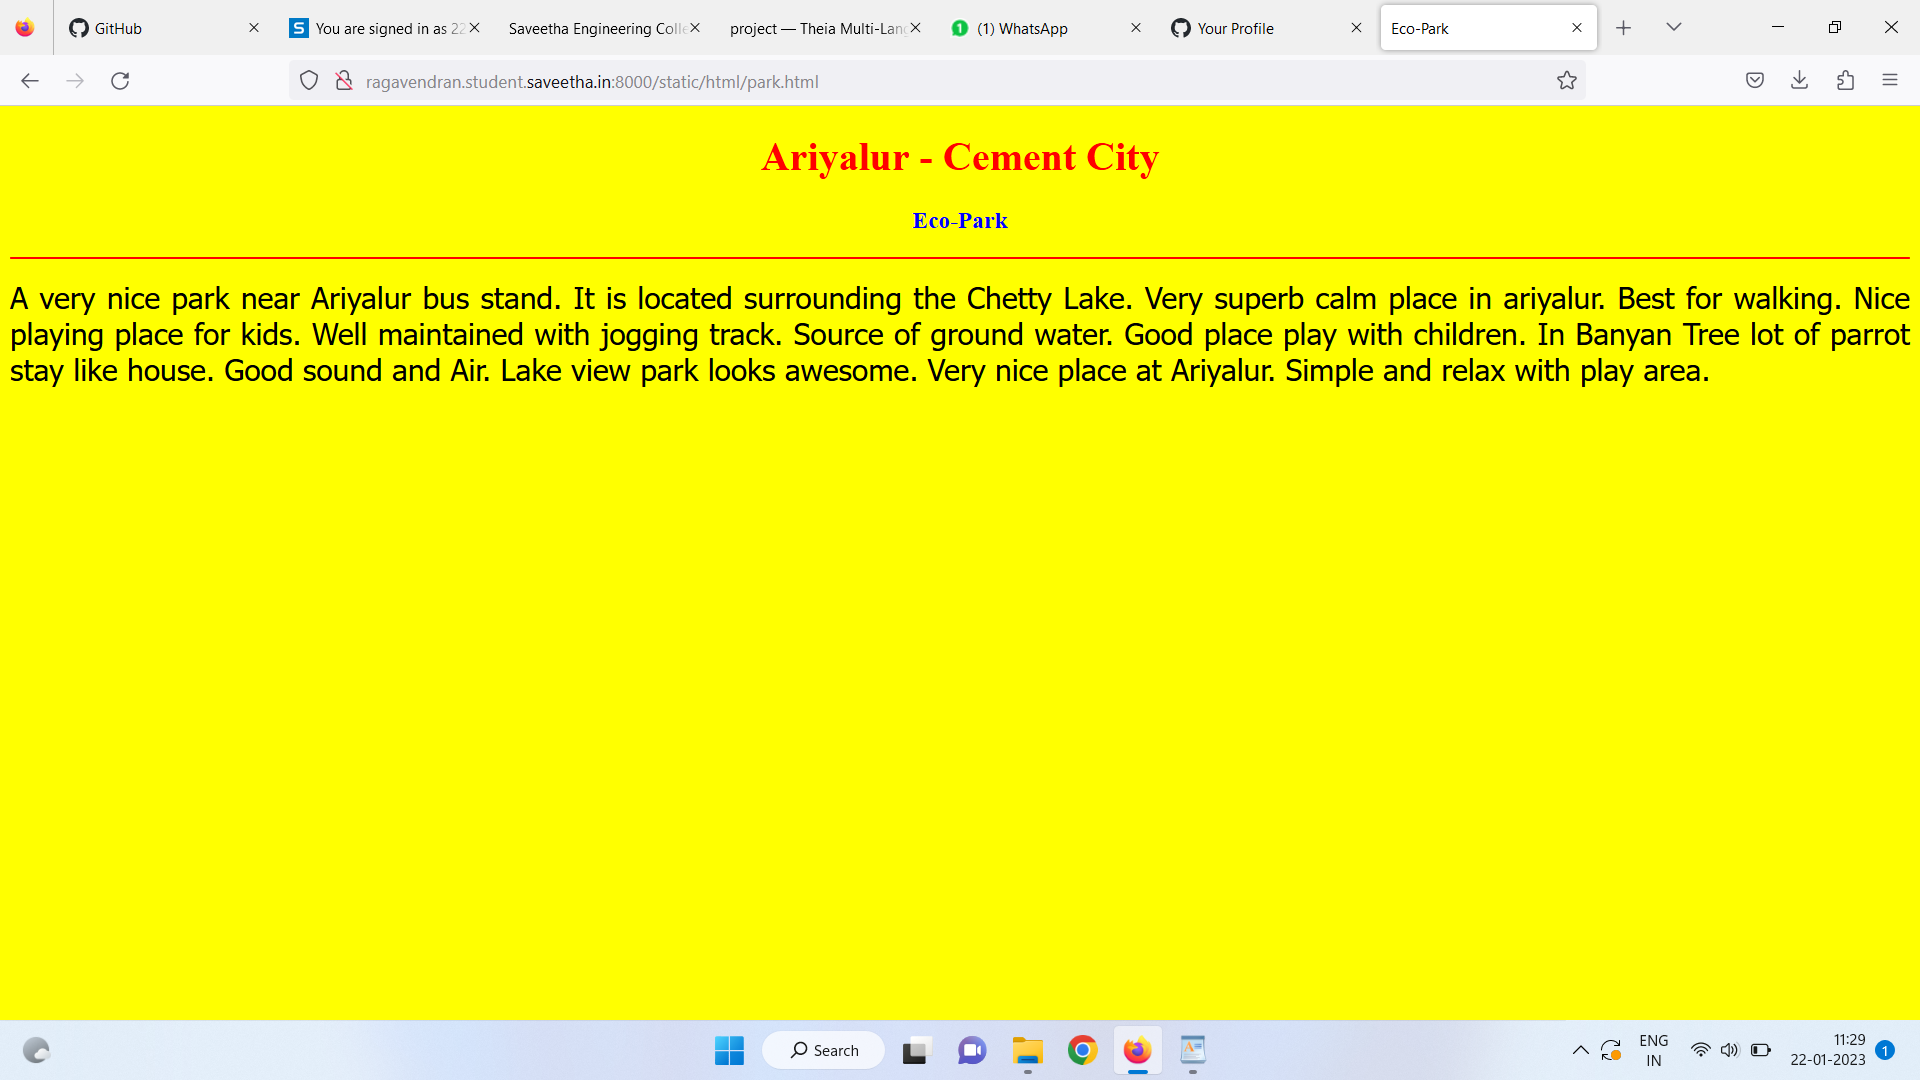 GitHub
You are signed in as 22
Saveetha Engineering Colle
project — Theia Multi-Lang
(1) WhatsApp
Your Profile
Eco-Park
ragavendran.student.saveetha.in:8000/static/html/park.html
Ariyalur - Cement City
Eco-Park
A very nice park near Ariyalur bus stand. It is located surrounding the Chetty Lake. Very superb calm place in ariyalur. Best for walking. Nice
playing place for kids. Well maintained with jogging track. Source of ground water. Good place play with children. In Banyan Tree lot of parrot
stay like house. Good sound and Air. Lake view park looks awesome. Very nice place at Ariyalur. Simple and relax with play area.
Search
ENG
IN
11:29
22-01-2023
1